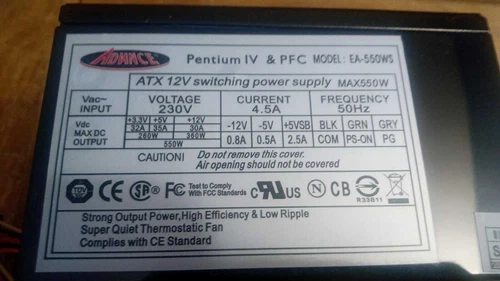 ADVANCE Pentium IV & PFC MODEL: EA-550WS
ATX 12V switching power supply MAX550W
Vac~ INPUT VOLTAGE 230V CURRENT 4.5A FREQUENCY 50Hz
Vdc MAX DC OUTPUT
+3.3V +5V +12V -12V -5V +5VSB BLK GRN GRY
32A 35A 30A 0.8A 0.5A 2.5A COM PS-ON PG
280W 360W
550W
CAUTION! Do not remove this cover.
Air opening should not be covered
CE FC Test to Comply With FCC Standards c US N CB R33B11
Strong Output Power,High Efficiency & Low Ripple
Super Quiet Thermostatic Fan
Complies with CE Standard